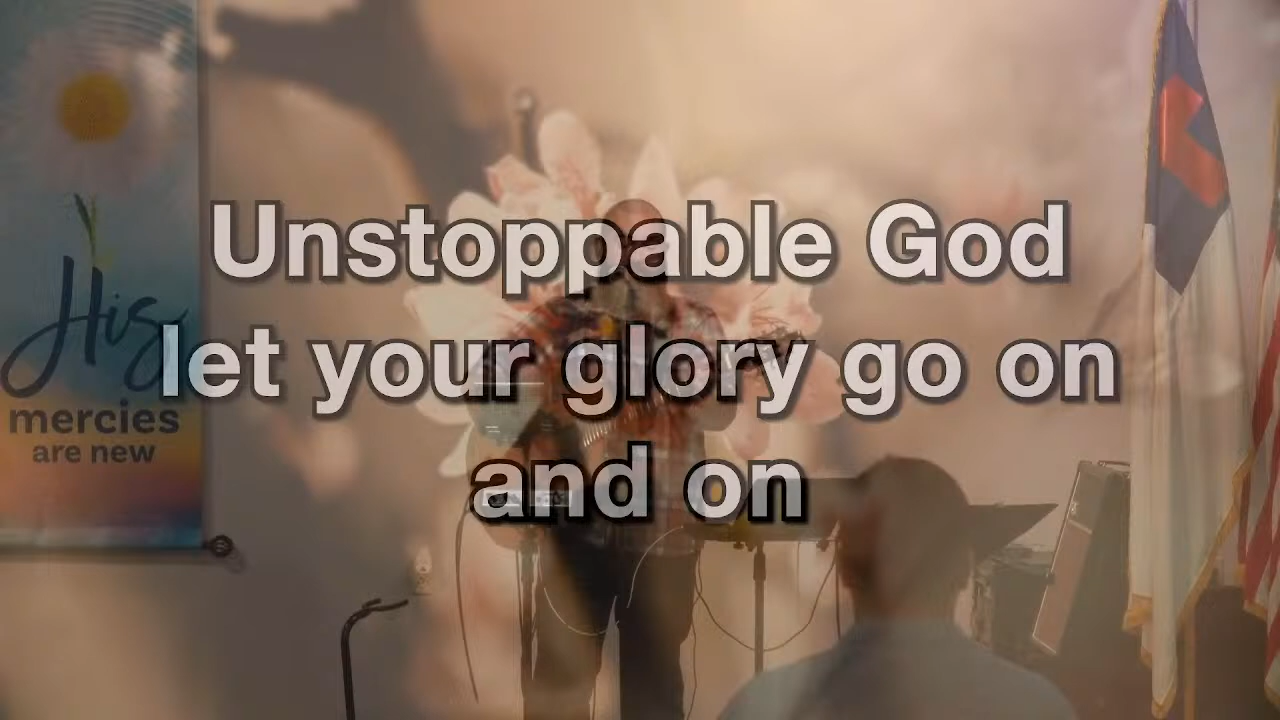 Unstoppable God
let your glory go on
and on
His
mercies
are new